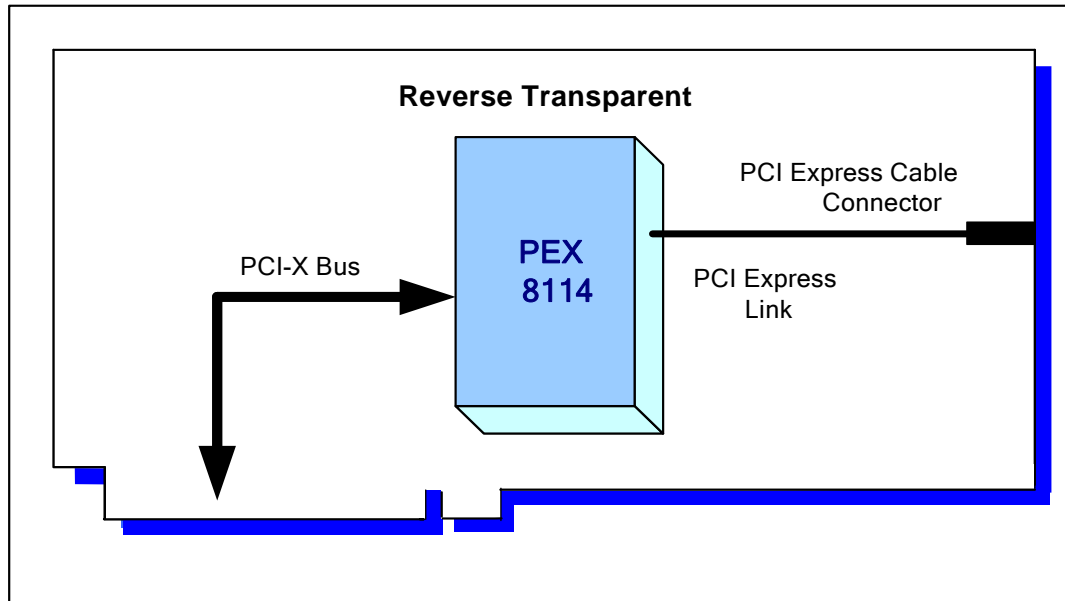 Reverse Transparent
PCI Express Cable
Connector
PEX
8114
PCI-X Bus
PCI Express
Link